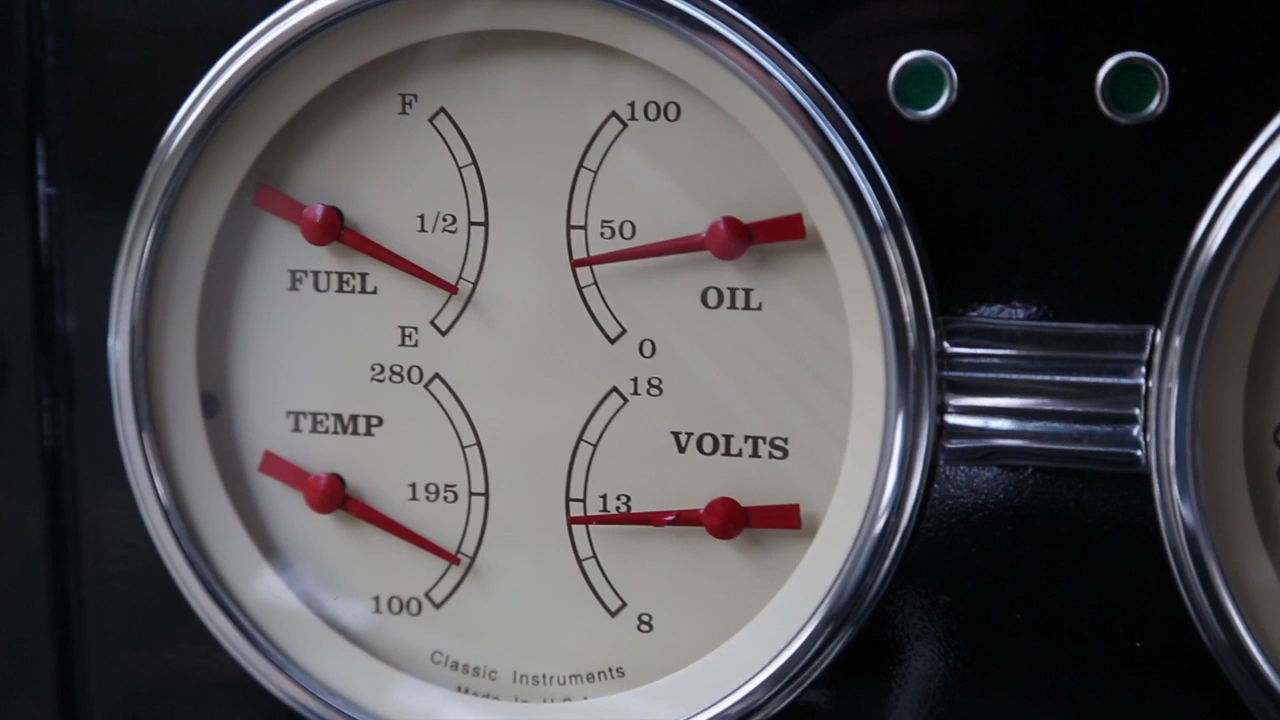 F
1/2
FUEL
E
100
50
OIL
0
280
TEMP
195
100
18
VOLTS
13
8
Classic Instruments